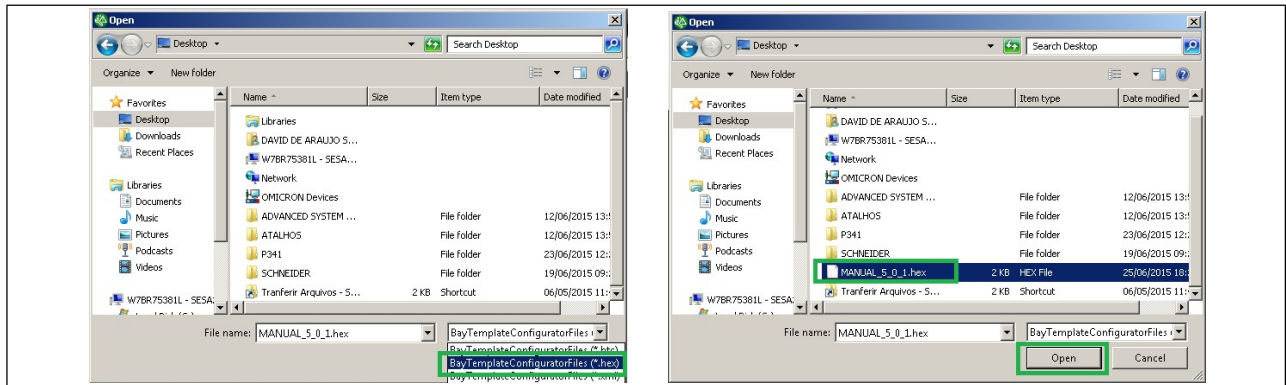 Open
Desktop
Search Desktop
Organize New folder
Name Size Item type Date modified
Favorites
Desktop
Downloads
Recent Places
Libraries
Documents
Music
Pictures
Podcasts
Videos
W7BR75381L - SESA
Libraries
DAVID DE ARAUJO S...
W7BR75381L - SESA...
Network
OMICRON Devices
ADVANCED SYSTEM ... File folder 12/06/2015 13:
ATALHOS File folder 12/06/2015 13:
P341 File folder 23/06/2015 12:
SCHNEIDER File folder 19/06/2015 09:
Tranferir Arquivos - S... 2 KB Shortcut 06/05/2015 11:
File name: MANUAL_5_0_1.hex BayTemplateConfiguratorFiles
BayTemplateConfiguratorFiles (*.btc)
BayTemplateConfiguratorFiles (*.hex)
BayTemplateConfiguratorFiles (*.xml)
Open
Desktop
Search Desktop
Organize New folder
Name Size Item type Date modified
Favorites
Desktop
Downloads
Recent Places
Libraries
Documents
Music
Pictures
Podcasts
Videos
W7BR75381L - SESA
DAVID DE ARAUJO S...
W7BR75381L - SESA...
Network
OMICRON Devices
ADVANCED SYSTEM ... File folder 12/06/2015 13:
ATALHOS File folder 12/06/2015 13:
P341 File folder 23/06/2015 12:
SCHNEIDER File folder 19/06/2015 09:
MANUAL_5_0_1.hex 2 KB HEX File 25/06/2015 18:
Tranferir Arquivos - S... 2 KB Shortcut 06/05/2015 11:
File name: MANUAL_5_0_1.hex BayTemplateConfiguratorFiles
Open Cancel